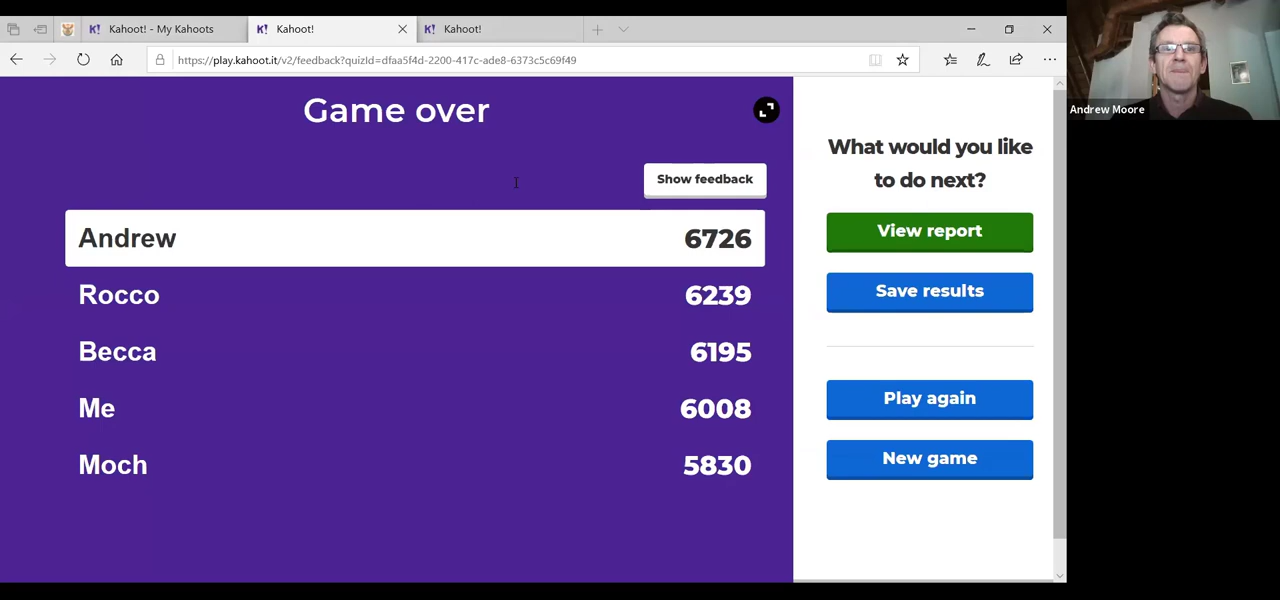 K! Kahoot! - My Kahoots
K! Kahoot!
K! Kahoot!
https://play.kahoot.it/v2/feedback?quizId=dfaa5f4d-2200-417c-ade8-6373c5c69f49
Andrew Moore
Game over
Show feedback
Andrew 6726
Rocco 6239
Becca 6195
Me 6008
Moch 5830
What would you like
to do next?
View report
Save results
Play again
New game